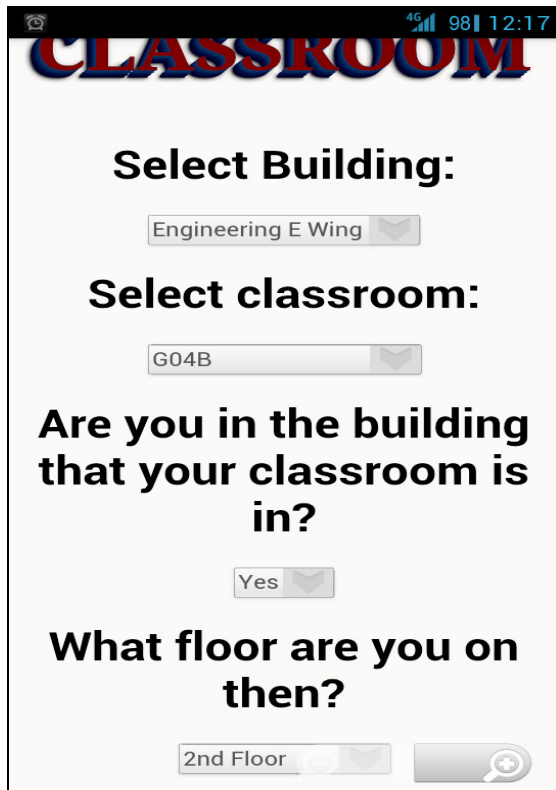 4G 98 12:17
CLASSROOM
Select Building:
Engineering E Wing
Select classroom:
G04B
Are you in the building
that your classroom is
in?
Yes
What floor are you on
then?
2nd Floor